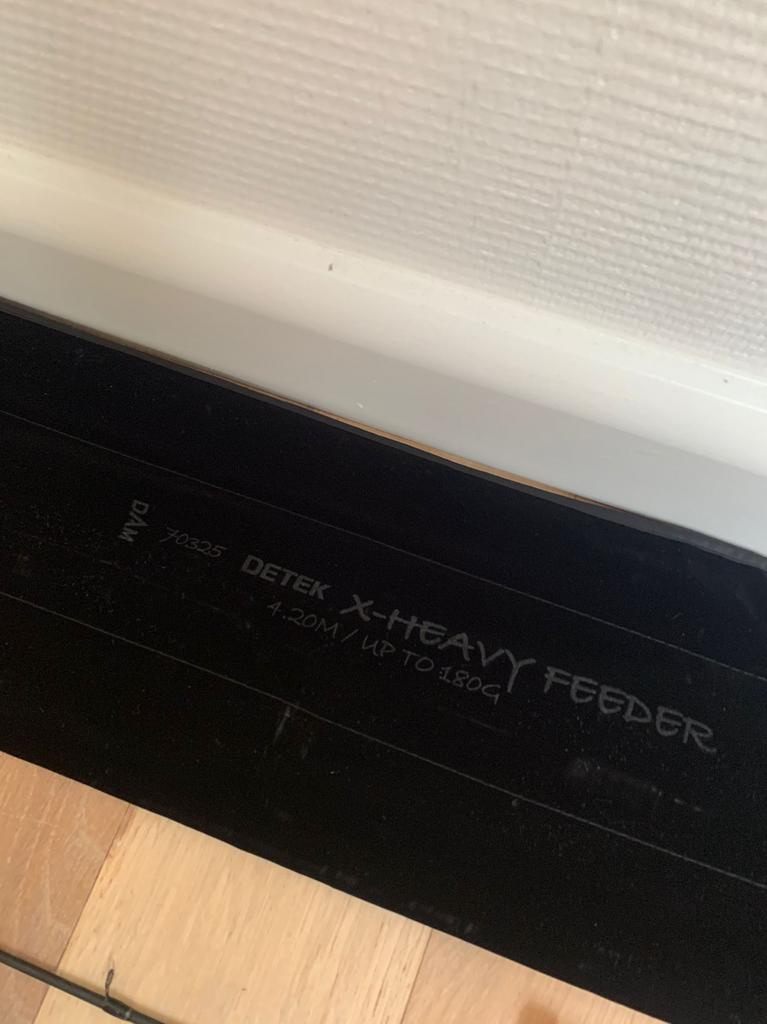 DAM 70325 DETEK X-HEAVY FEEDER
4.20M / UP TO 180G